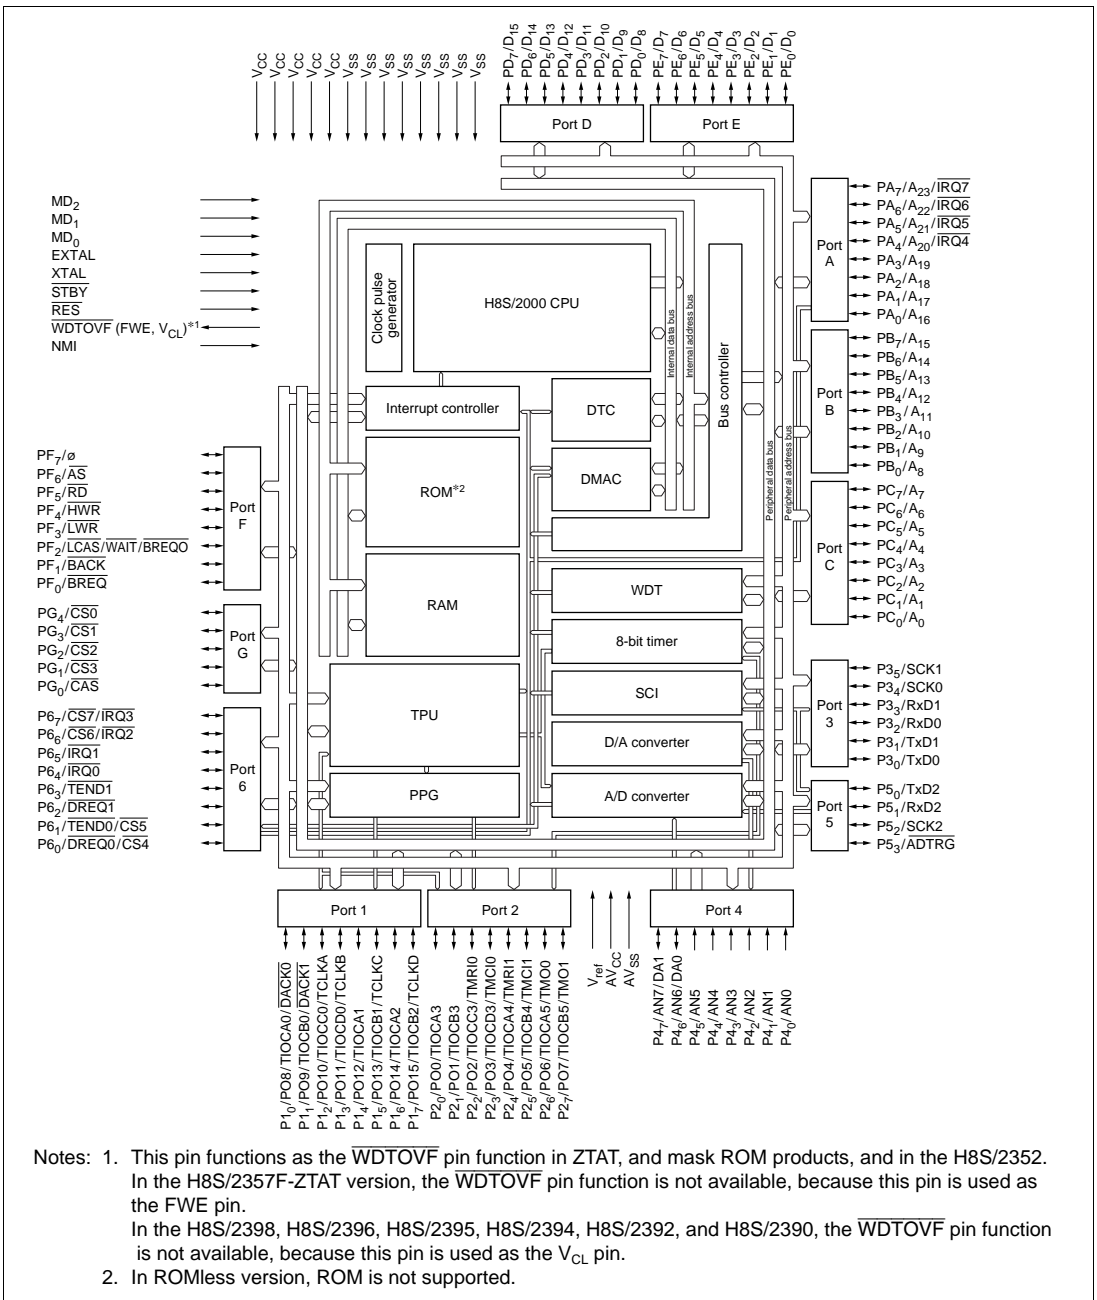 VCC
VCC
VCC
VCC
VCC
VSS
VSS
VSS
VSS
VSS
VSS
VSS
VSS
PD7/D15
PD6/D14
PD5/D13
PD4/D12
PD3/D11
PD2/D10
PD1/D9
PD0/D8
PE7/D7
PE6/D6
PE5/D5
PE4/D4
PE3/D3
PE2/D2
PE1/D1
PE0/D0
Port D
Port E
MD2
MD1
MD0
EXTAL
XTAL
STBY
RES
WDTOVF (FWE, VCL)*1
NMI
Clock pulse
generator
H8S/2000 CPU
Internal data bus
Internal address bus
Bus controller
Peripheral data bus
Peripheral address bus
Interrupt controller
DTC
ROM*2
DMAC
RAM
WDT
8-bit timer
TPU
SCI
D/A converter
PPG
A/D converter
Port
A
PA7/A23/IRQ7
PA6/A22/IRQ6
PA5/A21/IRQ5
PA4/A20/IRQ4
PA3/A19
PA2/A18
PA1/A17
PA0/A16
Port
B
PB7/A15
PB6/A14
PB5/A13
PB4/A12
PB3/A11
PB2/A10
PB1/A9
PB0/A8
Port
C
PC7/A7
PC6/A6
PC5/A5
PC4/A4
PC3/A3
PC2/A2
PC1/A1
PC0/A0
Port
3
P35/SCK1
P34/SCK0
P33/RxD1
P32/RxD0
P31/TxD1
P30/TxD0
Port
5
P50/TxD2
P51/RxD2
P52/SCK2
P53/ADTRG
PF7/ø
PF6/AS
PF5/RD
PF4/HWR
PF3/LWR
PF2/LCAS/WAIT/BREQO
PF1/BACK
PF0/BREQ
Port
F
PG4/CS0
PG3/CS1
PG2/CS2
PG1/CS3
PG0/CAS
Port
G
P67/CS7/IRQ3
P66/CS6/IRQ2
P65/IRQ1
P64/IRQ0
P63/TEND1
P62/DREQ1
P61/TEND0/CS5
P60/DREQ0/CS4
Port
6
Port 1
Port 2
Port 4
P10/PO8/TIOCA0/DACK0
P11/PO9/TIOCB0/DACK1
P12/PO10/TIOCC0/TCLKA
P13/PO11/TIOCD0/TCLKB
P14/PO12/TIOCA1
P15/PO13/TIOCB1/TCLKC
P16/PO14/TIOCA2
P17/PO15/TIOCB2/TCLKD
P20/PO0/TIOCA3
P21/PO1/TIOCB3
P22/PO2/TIOCC3/TMRI0
P23/PO3/TIOCD3/TMCI0
P24/PO4/TIOCA4/TMRI1
P25/PO5/TIOCB4/TMCI1
P26/PO6/TIOCA5/TMO0
P27/PO7/TIOCB5/TMO1
Vref
AVCC
AVSS
P47/AN7/DA1
P46/AN6/DA0
P45/AN5
P44/AN4
P43/AN3
P42/AN2
P41/AN1
P40/AN0
Notes: 1. This pin functions as the WDTOVF pin function in ZTAT, and mask ROM products, and in the H8S/2352.
In the H8S/2357F-ZTAT version, the WDTOVF pin function is not available, because this pin is used as
the FWE pin.
In the H8S/2398, H8S/2396, H8S/2395, H8S/2394, H8S/2392, and H8S/2390, the WDTOVF pin function
is not available, because this pin is used as the VCL pin.
2. In ROMless version, ROM is not supported.